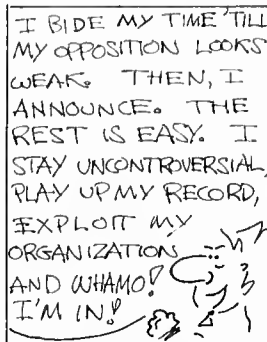 I BIDE MY TIME 'TILL
MY OPPOSITION LOOKS
WEAK. THEN, I
ANNOUNCE. THE
REST IS EASY. I
STAY UNCONTROVERSIAL,
PLAY UP MY RECORD,
EXPLOIT MY
ORGANIZATION
AND WHAMO!
I'M IN!